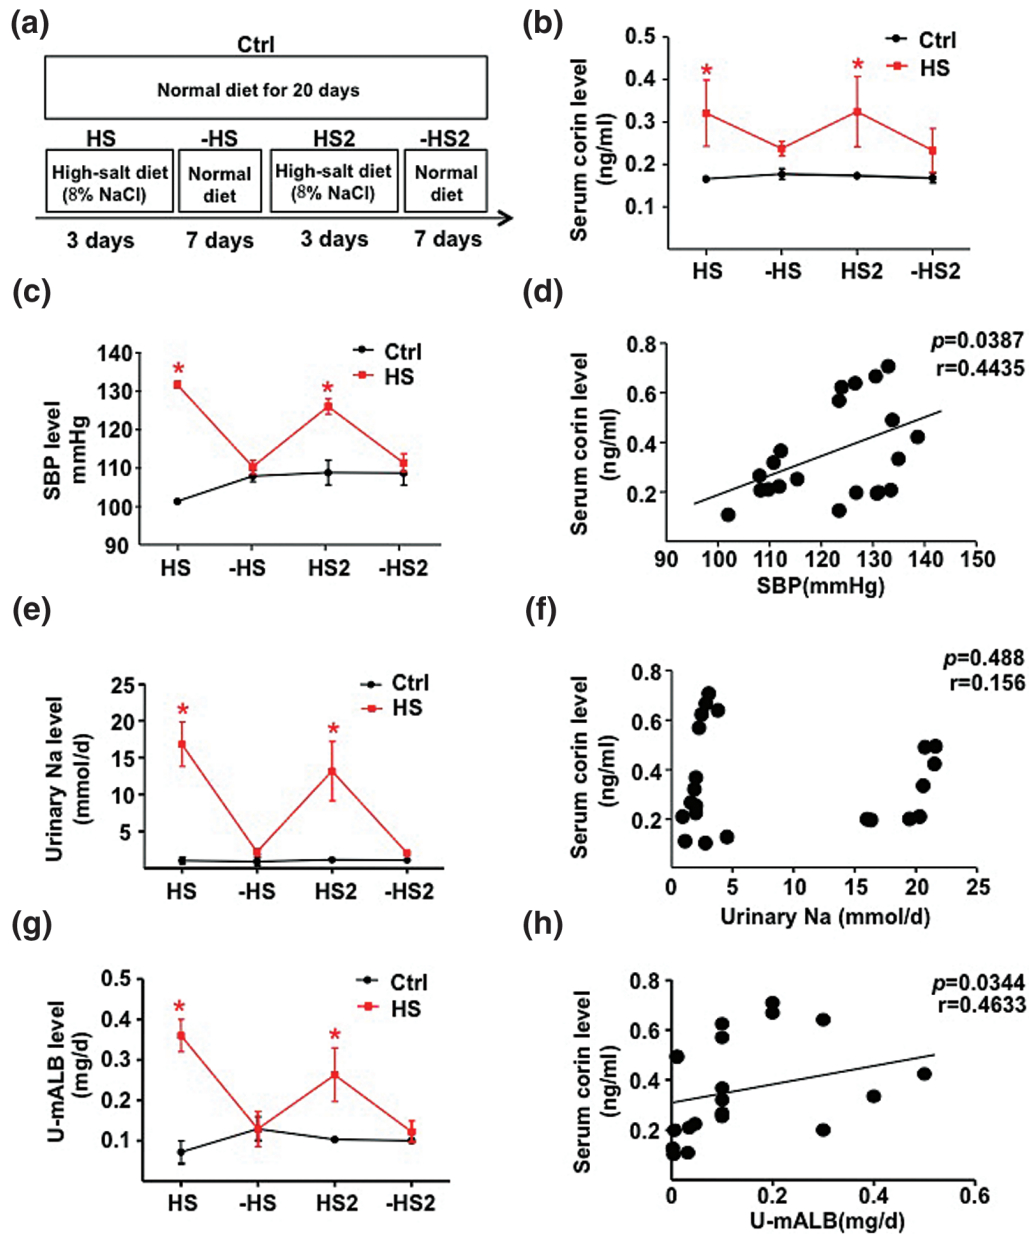 (a)
Ctrl
Normal diet for 20 days
HS -HS HS2 -HS2
High-salt diet (8% NaCl)
Normal diet
High-salt diet (8% NaCl)
Normal diet
3 days 7 days 3 days 7 days
(b)
Serum corin level (ng/ml)
0.5
0.4
0.3
0.2
0.1
Ctrl
HS
*
*
HS -HS HS2 -HS2
(c)
SBP level mmHg
140
130
120
110
100
90
Ctrl
HS
*
*
HS -HS HS2 -HS2
(d)
Serum corin level (ng/ml)
0.8
0.6
0.4
0.2
p=0.0387
r=0.4435
90 100 110 120 130 140 150
SBP(mmHg)
(e)
Urinary Na level (mmol/d)
25
20
15
10
5
Ctrl
HS
*
*
HS -HS HS2 -HS2
(f)
Serum corin level (ng/ml)
0.8
0.6
0.4
0.2
p=0.488
r=0.156
0 5 10 15 20 25
Urinary Na (mmol/d)
(g)
U-mALB level (mg/d)
0.5
0.4
0.3
0.2
0.1
Ctrl
HS
*
*
HS -HS HS2 -HS2
(h)
Serum corin level (ng/ml)
0.8
0.6
0.4
0.2
p=0.0344
r=0.4633
0 0.2 0.4 0.6
U-mALB(mg/d)